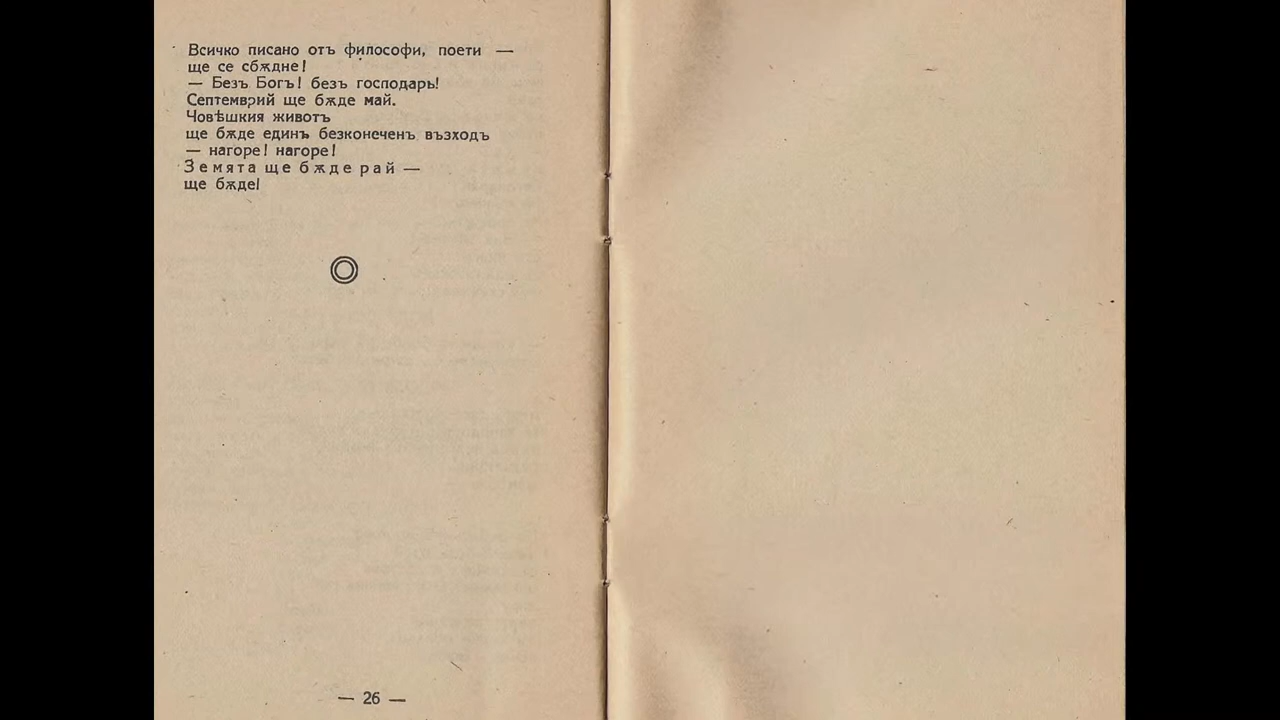 Всичко писано отъ философи, поети —
ще се сбѫдне!
— Безъ Богъ! безъ господарь!
Септемврий ще бѫде май.
Човѣшкия животъ
ще бѫде единъ безконеченъ възходъ
— нагоре! нагоре!
Земята ще бѫде рай —
ще бѫде!
— 26 —